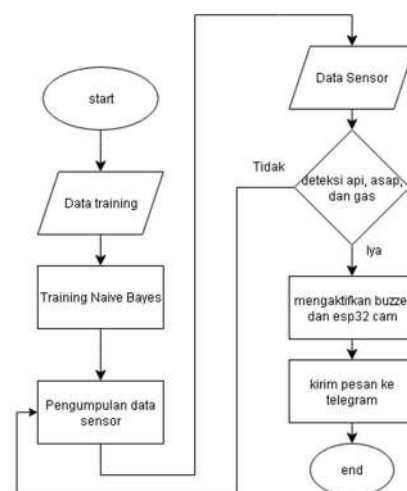 start
Data training
Training Naive Bayes
Pengumpulan data
sensor
Data Sensor
deteksi api, asap,
dan gas
Tidak
Iya
mengaktifkan buzze
dan esp32 cam
kirim pesan ke
telegram
end